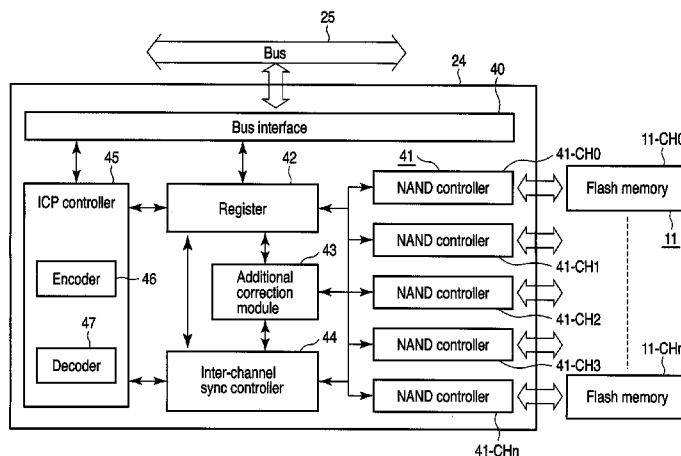 25
Bus
24
40
Bus interface
45
42
41
41-CH0
11-CH0
ICP controller
Register
NAND controller
Flash memory
11
43
NAND controller
41-CH1
Encoder
46
Additional
correction
module
NAND controller
41-CH2
47
44
Decoder
Inter-channel
sync controller
NAND controller
41-CH3
11-CHn
NAND controller
Flash memory
41-CHn